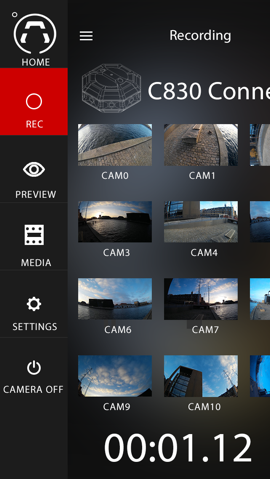 HOME
REC
PREVIEW
MEDIA
SETTINGS
CAMERA OFF
Recording
C830 Conne
CAM0 CAM1
CAM3 CAM4
CAM6 CAM7
CAM9 CAM10
00:01.12